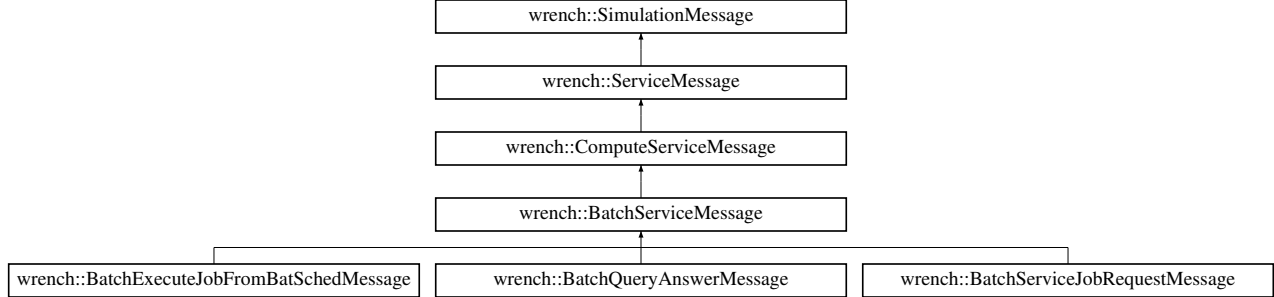 wrench::SimulationMessage
wrench::ServiceMessage
wrench::ComputeServiceMessage
wrench::BatchServiceMessage
wrench::BatchExecuteJobFromBatSchedMessage
wrench::BatchQueryAnswerMessage
wrench::BatchServiceJobRequestMessage